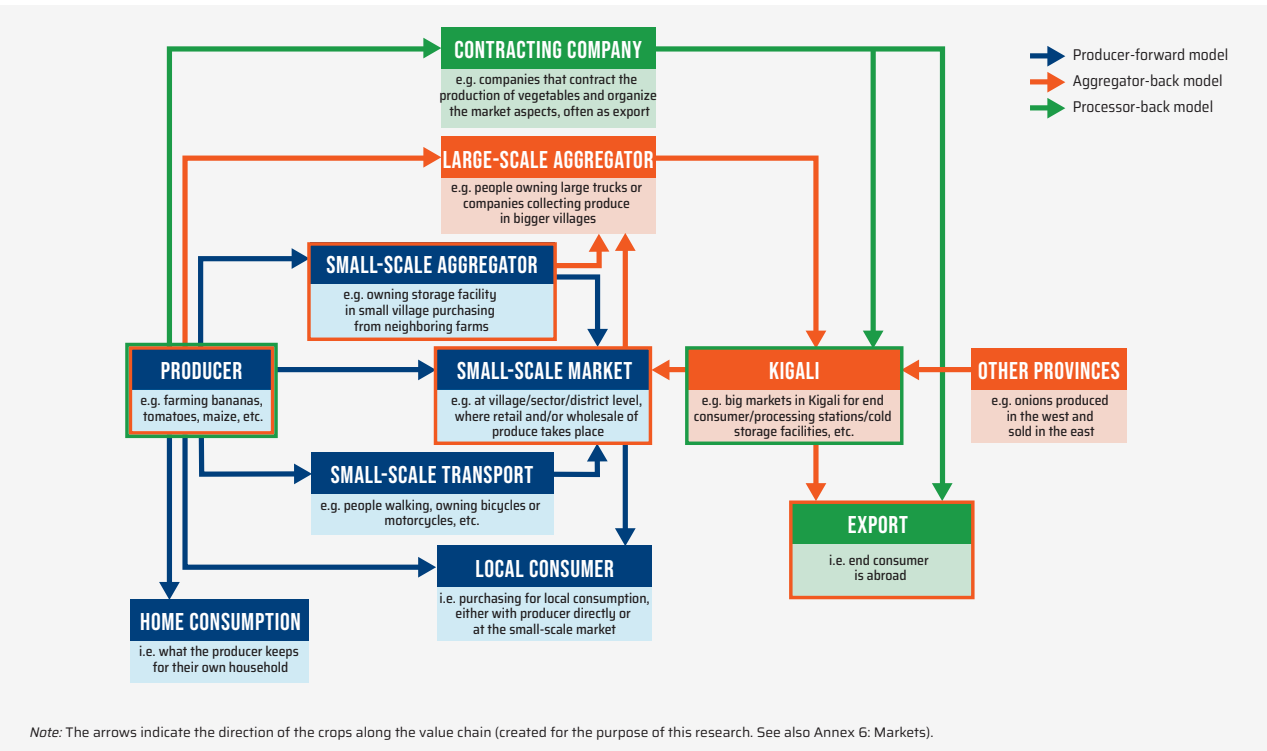 CONTRACTING COMPANY
e.g. companies that contract the
production of vegetables and organize
the market aspects, often as export
Producer-forward model
Aggregator-back model
Processor-back model
LARGE-SCALE AGGREGATOR
e.g. people owning large trucks or
companies collecting produce
in bigger villages
SMALL-SCALE AGGREGATOR
e.g. owning storage facility
in small village purchasing
from neighboring farms
PRODUCER
e.g. farming bananas,
tomatoes, maize, etc.
SMALL-SCALE MARKET
e.g. at village/sector/district level,
where retail and/or wholesale of
produce takes place
KIGALI
e.g. big markets in Kigali for end
consumer/processing stations/cold
storage facilities, etc.
OTHER PROVINCES
e.g. onions produced
in the west and
sold in the east
SMALL-SCALE TRANSPORT
e.g. people walking, owning bicycles or
motorcycles, etc.
EXPORT
i.e. end consumer
is abroad
LOCAL CONSUMER
i.e. purchasing for local consumption,
either with producer directly or
at the small-scale market
HOME CONSUMPTION
i.e. what the producer keeps
for their own household
Note: The arrows indicate the direction of the crops along the value chain (created for the purpose of this research. See also Annex 6: Markets).